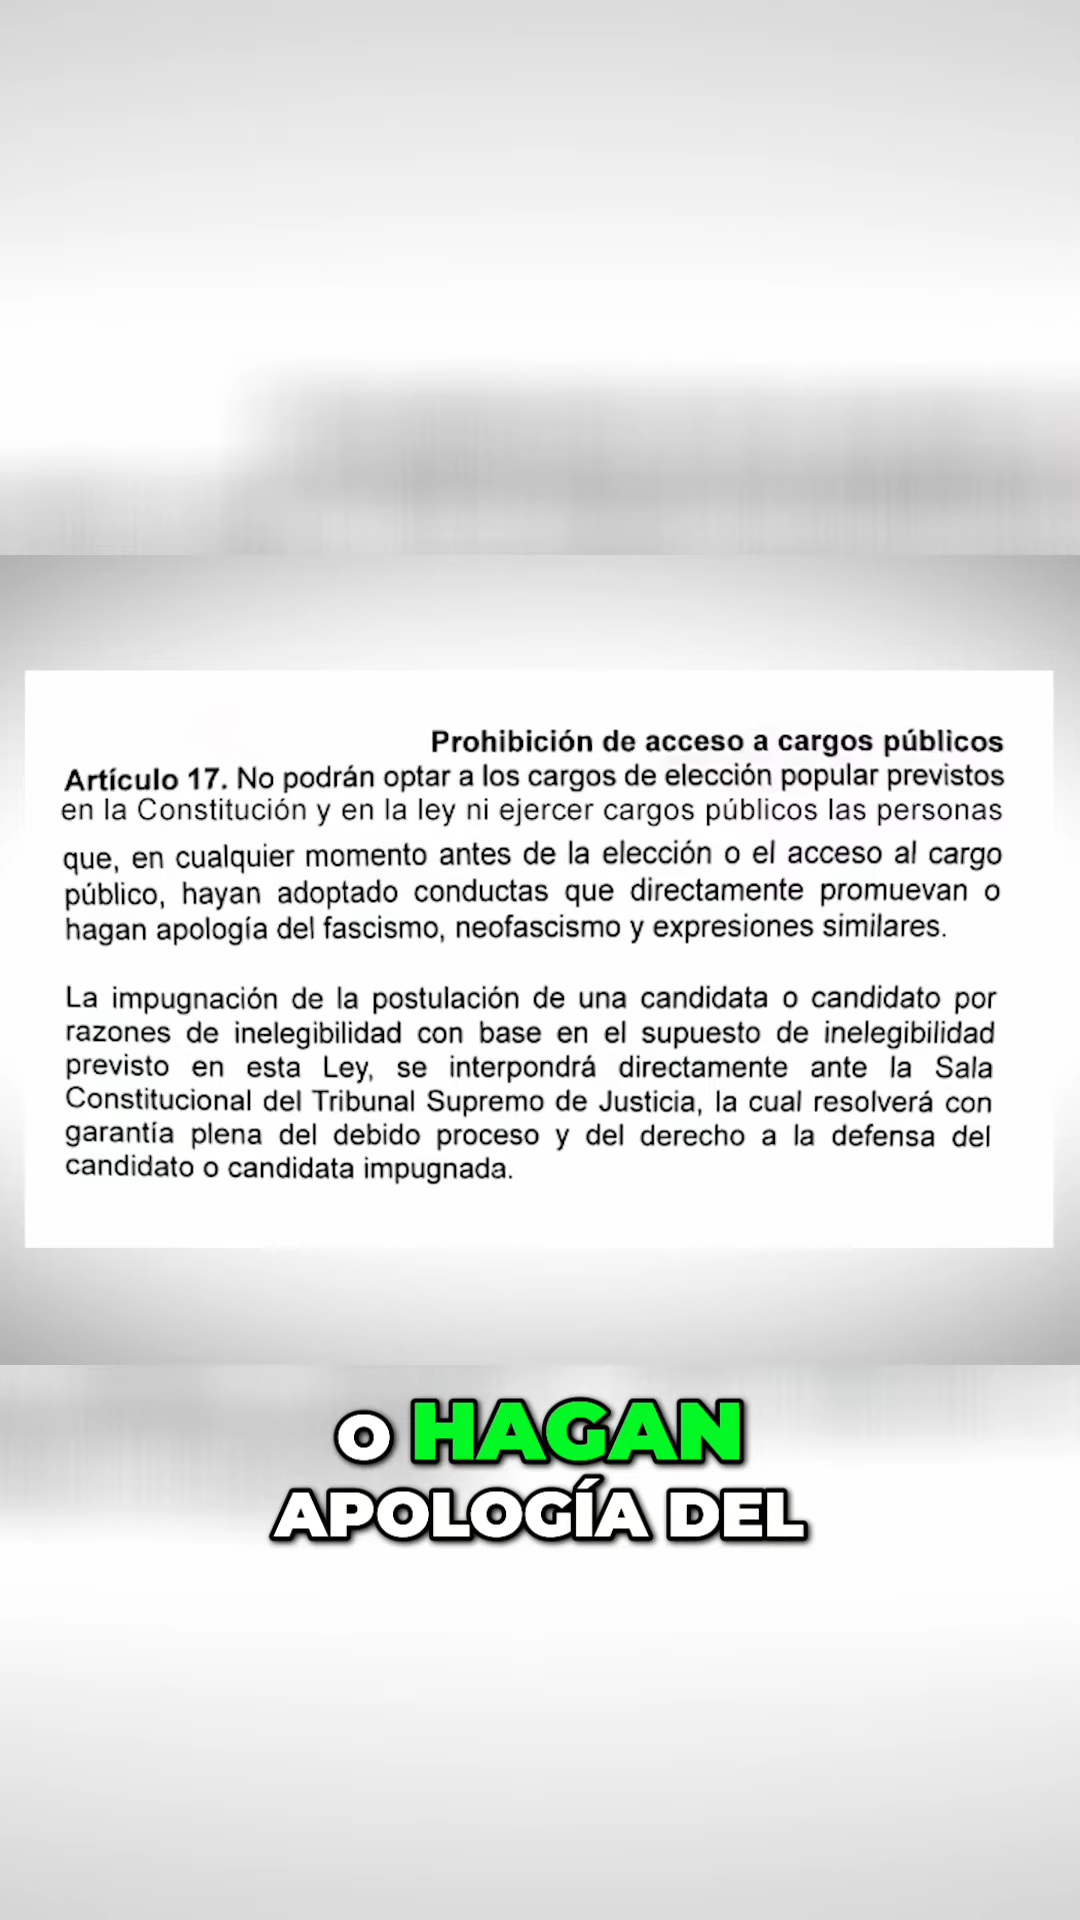 Prohibición de acceso a cargos públicos
Artículo 17. No podrán optar a los cargos de elección popular previstos
en la Constitución y en la ley ni ejercer cargos públicos las personas
que, en cualquier momento antes de la elección o el acceso al cargo
público, hayan adoptado conductas que directamente promuevan o
hagan apología del fascismo, neofascismo y expresiones similares.
La impugnación de la postulación de una candidata o candidato por
razones de inelegibilidad con base en el supuesto de inelegibilidad
previsto en esta Ley, se interpondrá directamente ante la Sala
Constitucional del Tribunal Supremo de Justicia, la cual resolverá con
garantía plena del debido proceso y del derecho a la defensa del
candidato o candidata impugnada.
O HAGAN
APOLOGÍA DEL